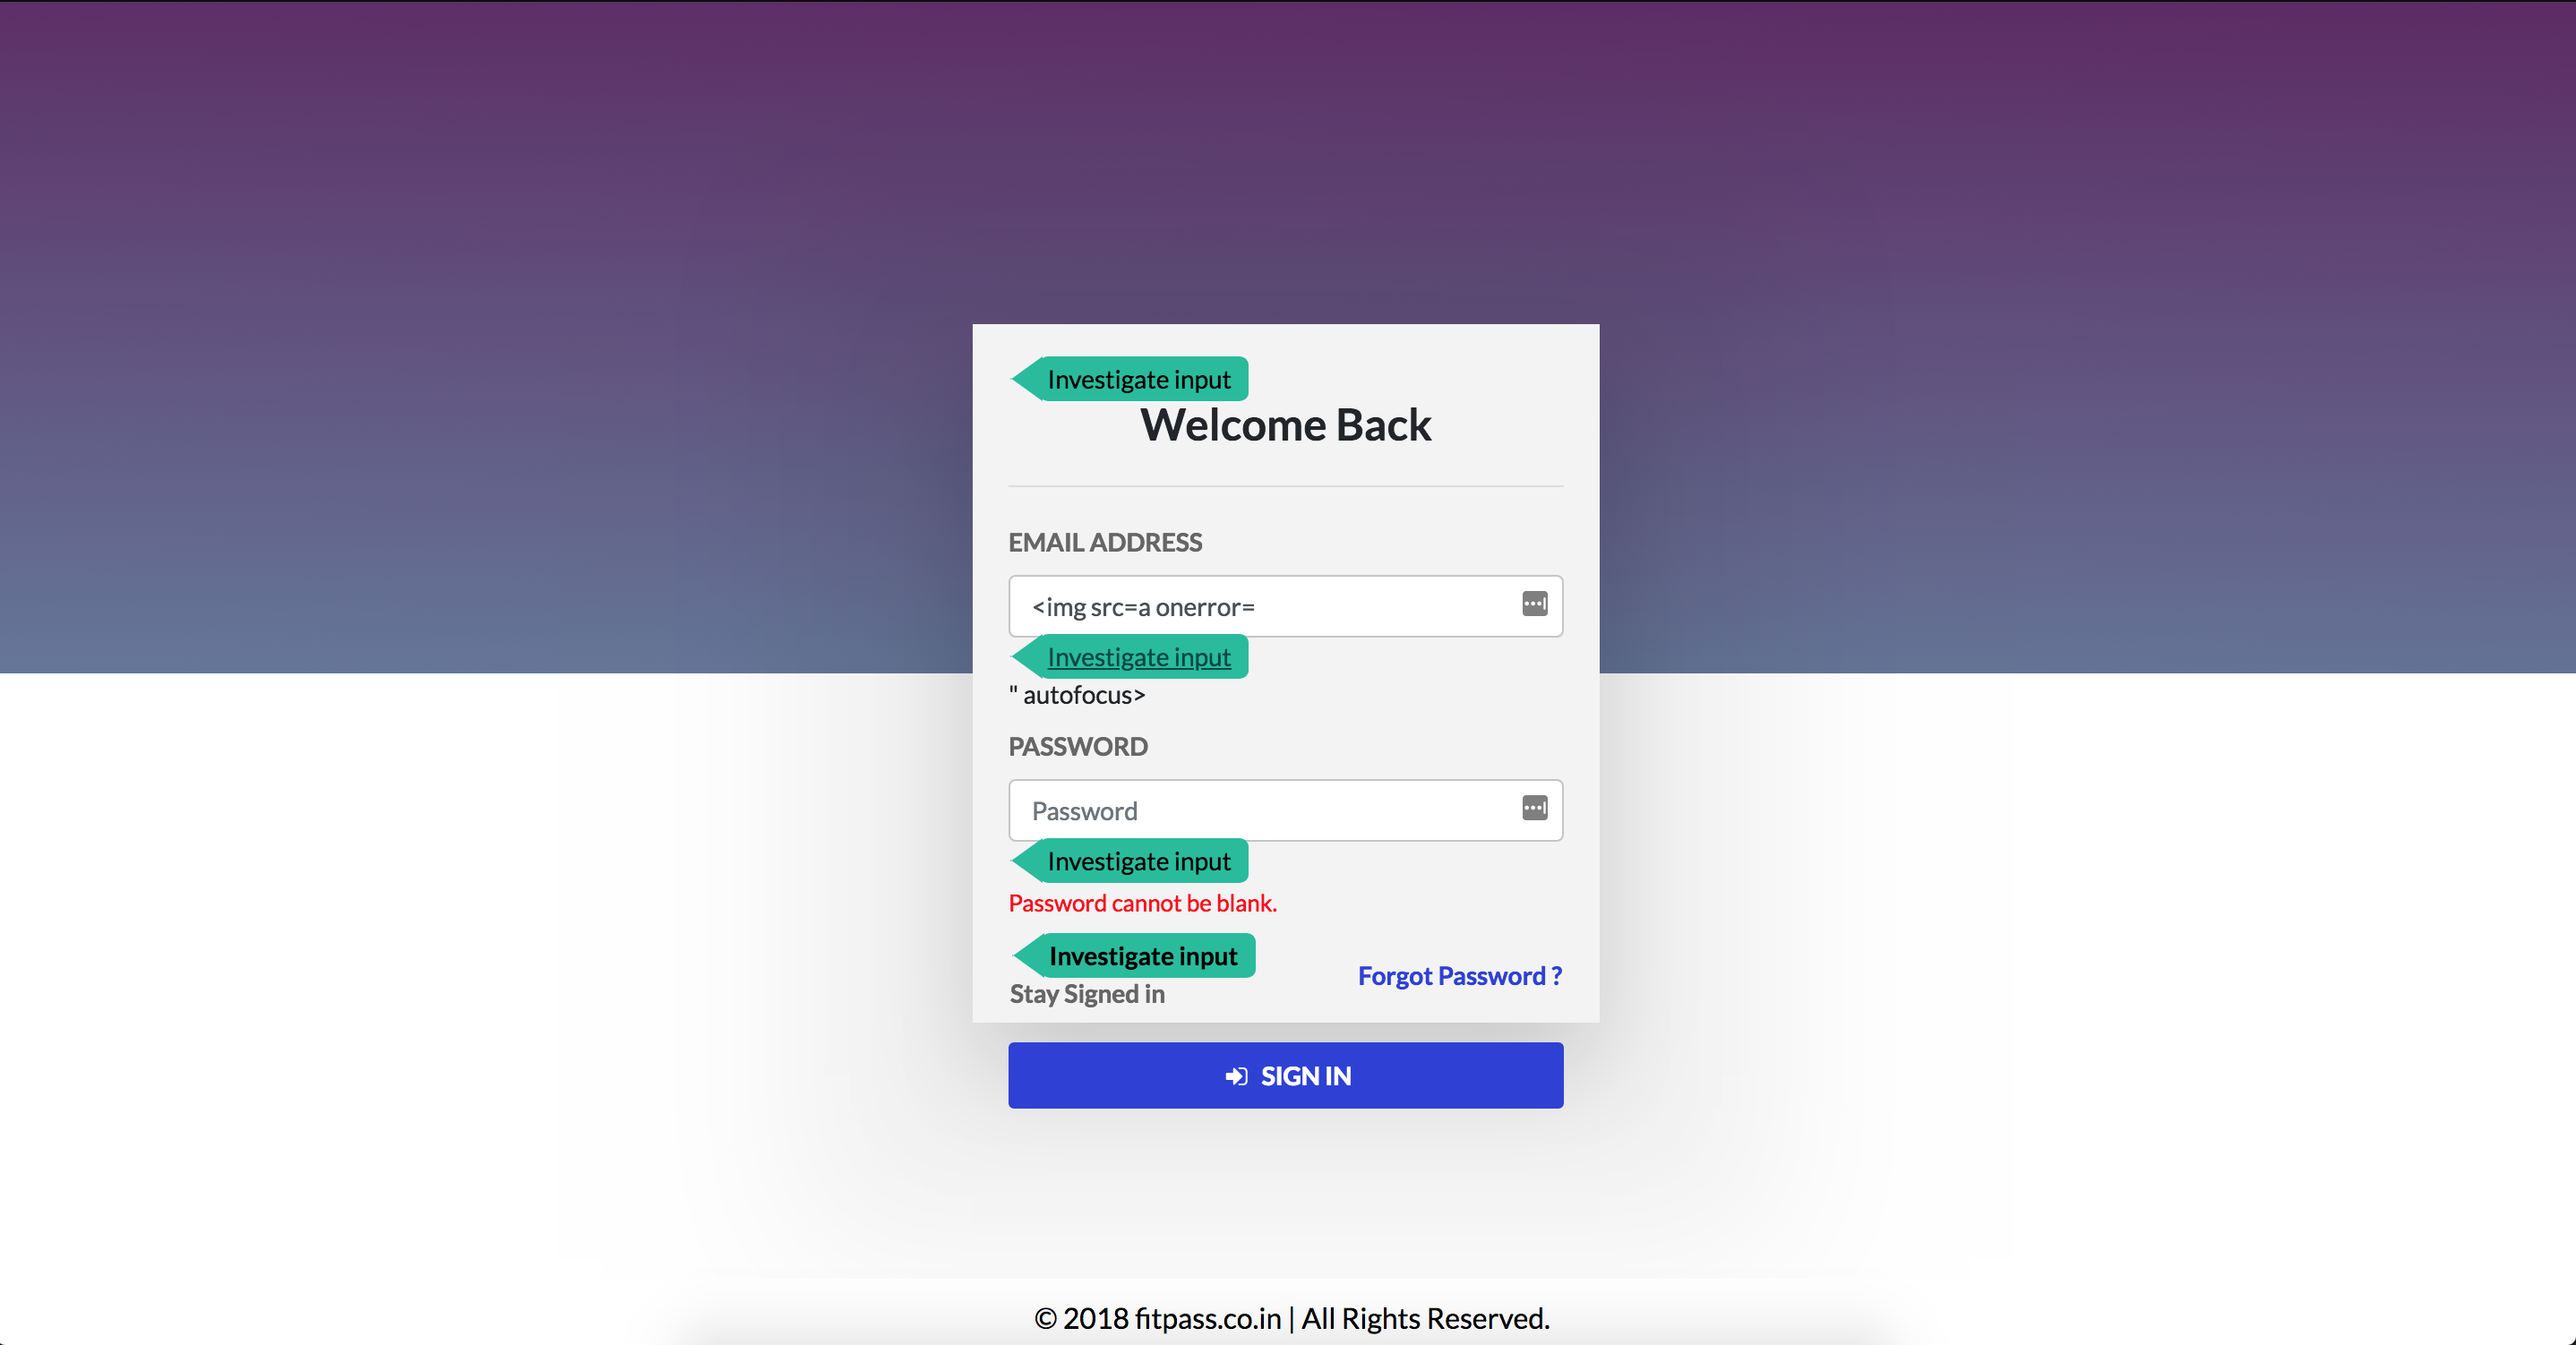 Investigate input
Welcome Back
EMAIL ADDRESS
<img src=a onerror=
Investigate input
" autofocus>
PASSWORD
Password
Investigate input
Password cannot be blank.
Investigate input
Forgot Password ?
Stay Signed in
SIGN IN
© 2018 fitpass.co.in | All Rights Reserved.